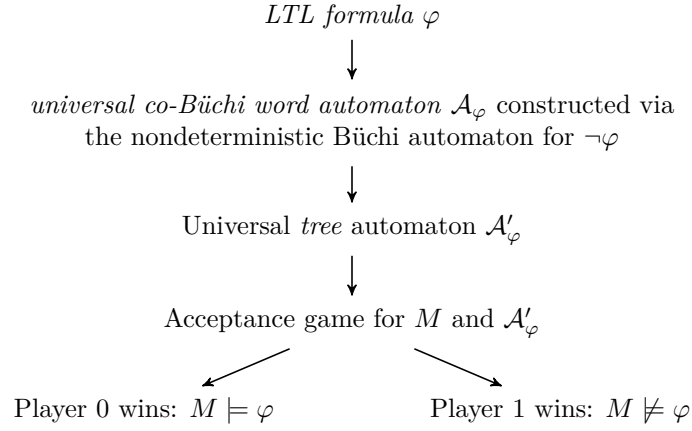 LTL formula φ
universal co-Büchi word automaton 𝒜_φ constructed via
the nondeterministic Büchi automaton for ¬φ
Universal tree automaton 𝒜′_φ
Acceptance game for M and 𝒜′_φ
Player 0 wins: M ⊨ φ
Player 1 wins: M ⊭ φ